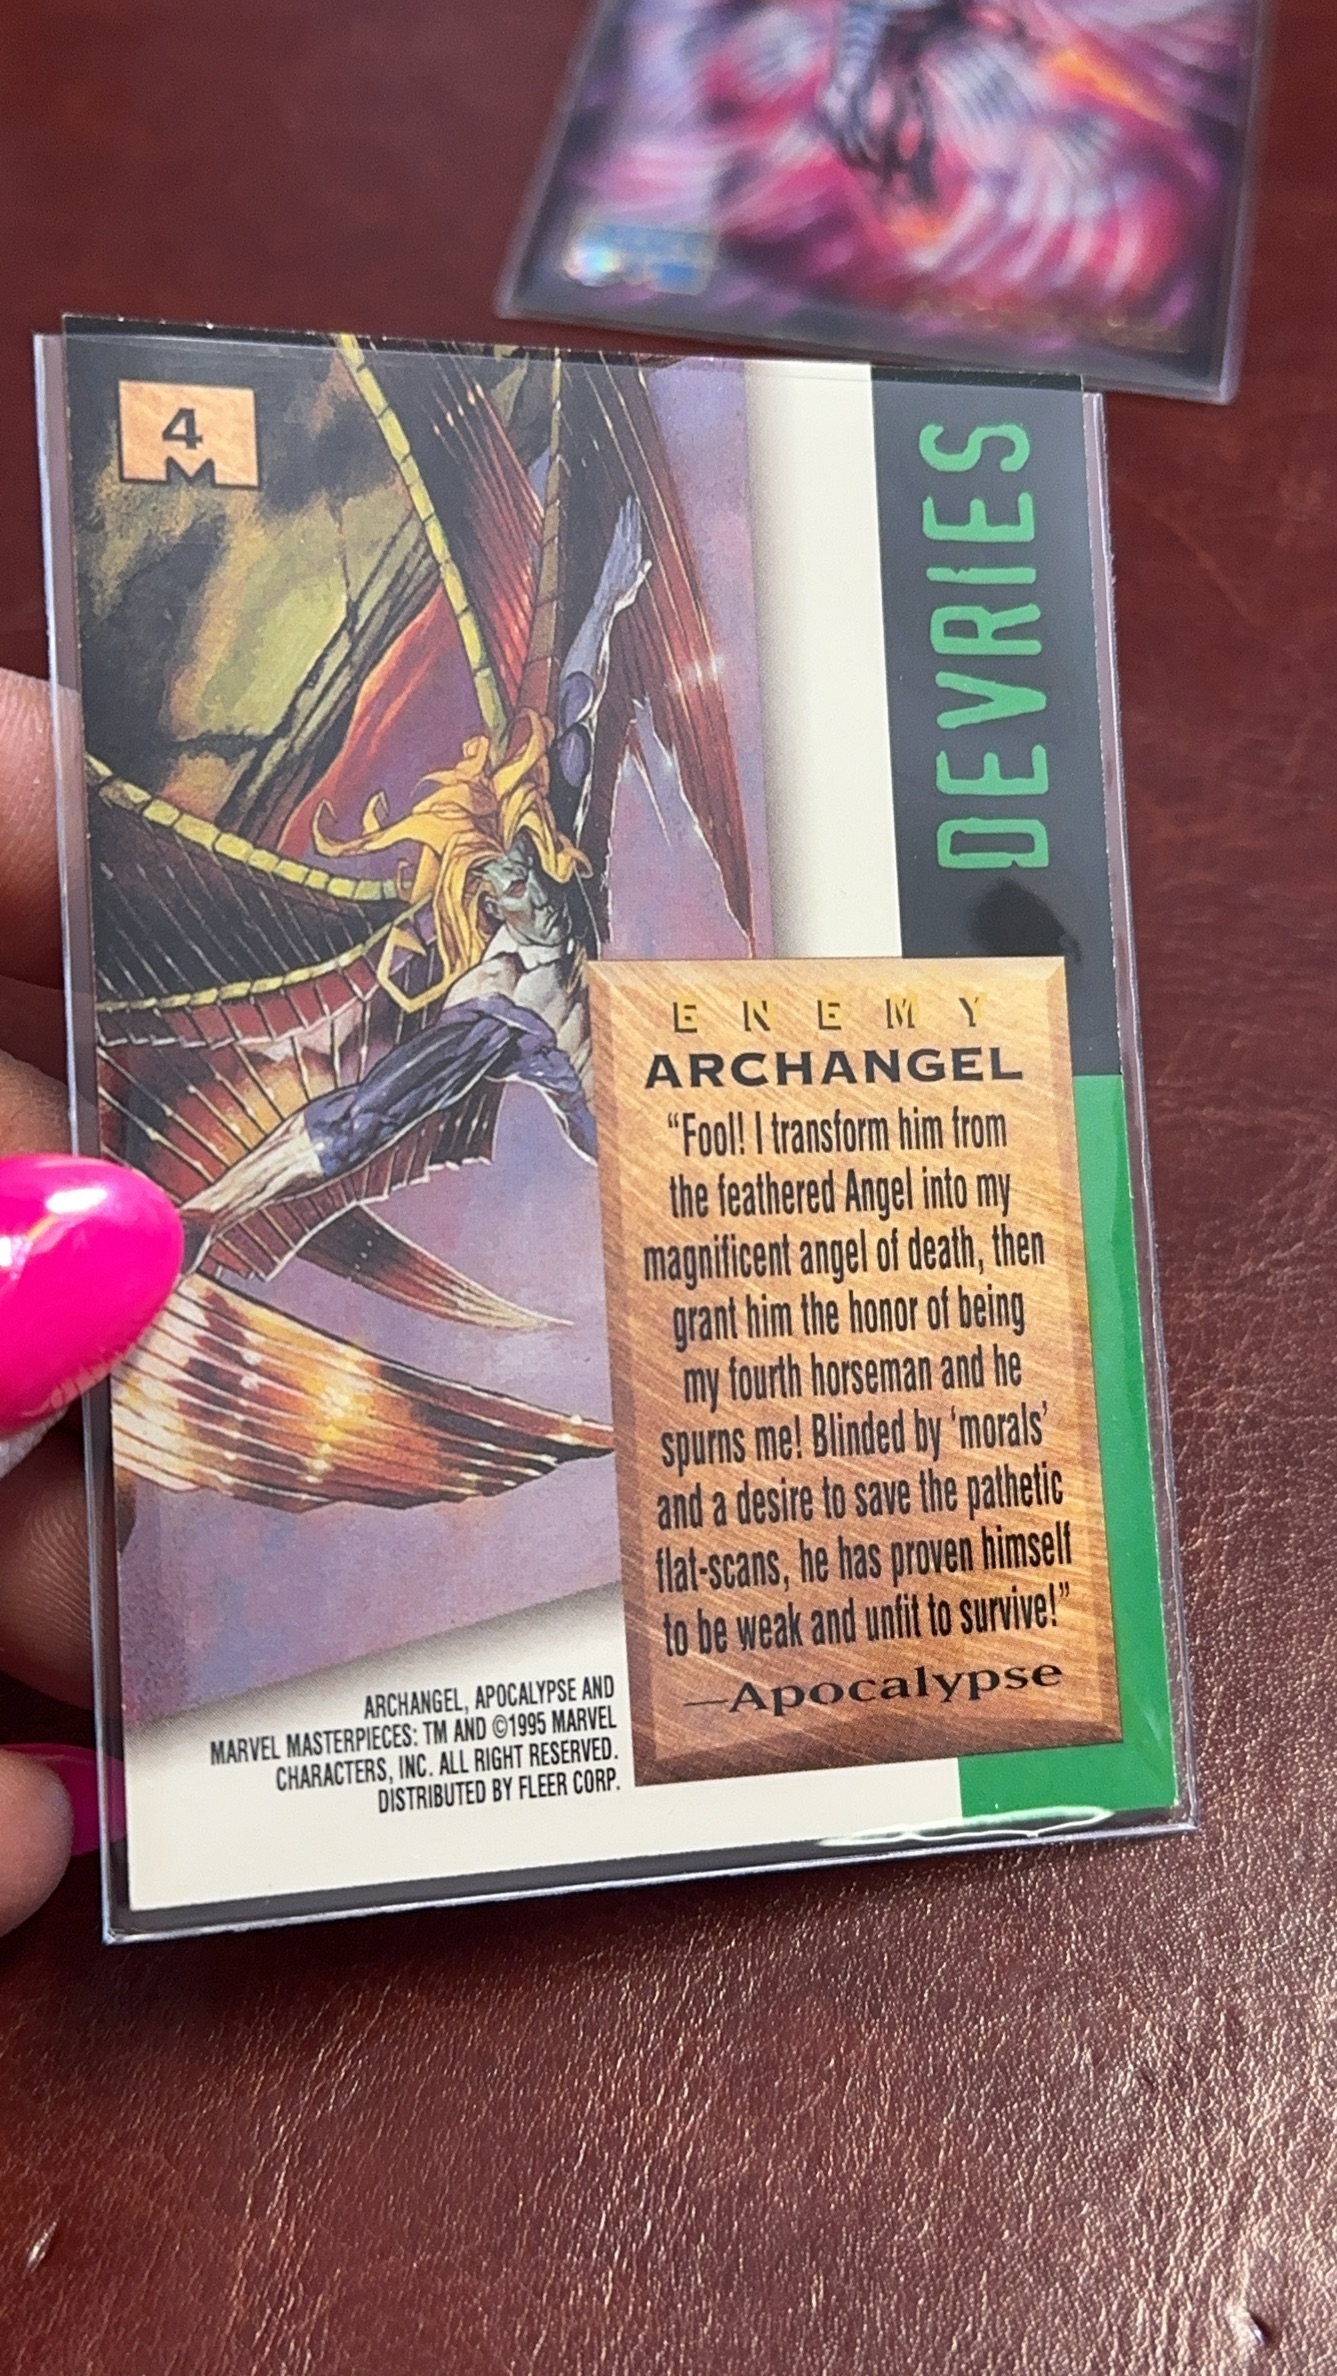 4
M
DEVRIES
ENEMY
ARCHANGEL
“Fool! I transform him from
the feathered Angel into my
magnificent angel of death, then
grant him the honor of being
my fourth horseman and he
spurns me! Blinded by ‘morals’
and a desire to save the pathetic
flat-scans, he has proven himself
to be weak and unfit to survive!”
—Apocalypse
ARCHANGEL, APOCALYPSE AND
MARVEL MASTERPIECES: TM AND ©1995 MARVEL
CHARACTERS, INC. ALL RIGHT RESERVED.
DISTRIBUTED BY FLEER CORP.